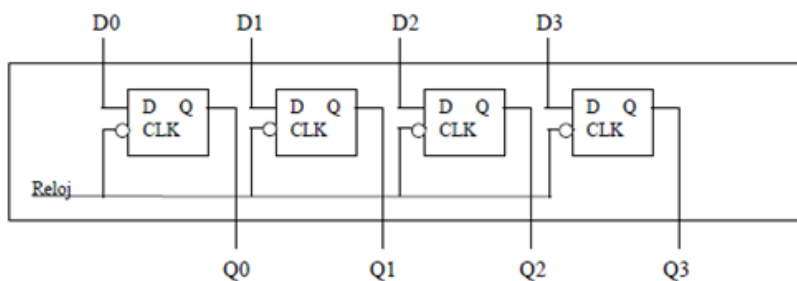 D0 D1 D2 D3
D Q D Q D Q D Q
CLK CLK CLK CLK
Reloj
Q0 Q1 Q2 Q3